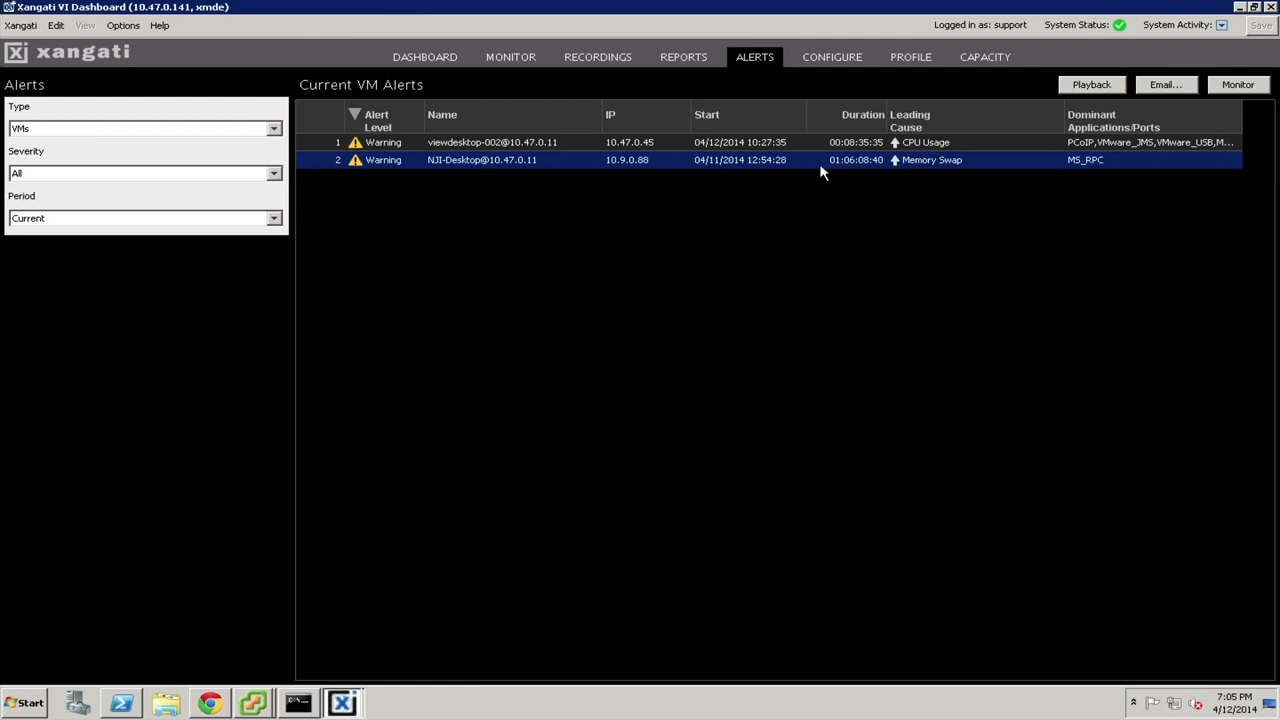 Xangati VI Dashboard (10.47.0.141, xmde)
Xangati Edit View Options Help Logged in as: support System Status: System Activity: Save
xi xangati DASHBOARD MONITOR RECORDINGS REPORTS ALERTS CONFIGURE PROFILE CAPACITY
Alerts Current VM Alerts Playback Email... Monitor
Type
VMs
Severity
All
Period
Current
Alert Level Name IP Start Duration Leading Cause Dominant Applications/Ports
1 Warning viewdesktop-002@10.47.0.11 10.47.0.45 04/12/2014 10:27:35 00:08:35:35 CPU Usage PCoIP,VMware_JMS,VMware_USB,M...
2 Warning NJI-Desktop@10.47.0.11 10.9.0.88 04/11/2014 12:54:28 01:06:08:40 Memory Swap MS_RPC
Start 7:05 PM
4/12/2014